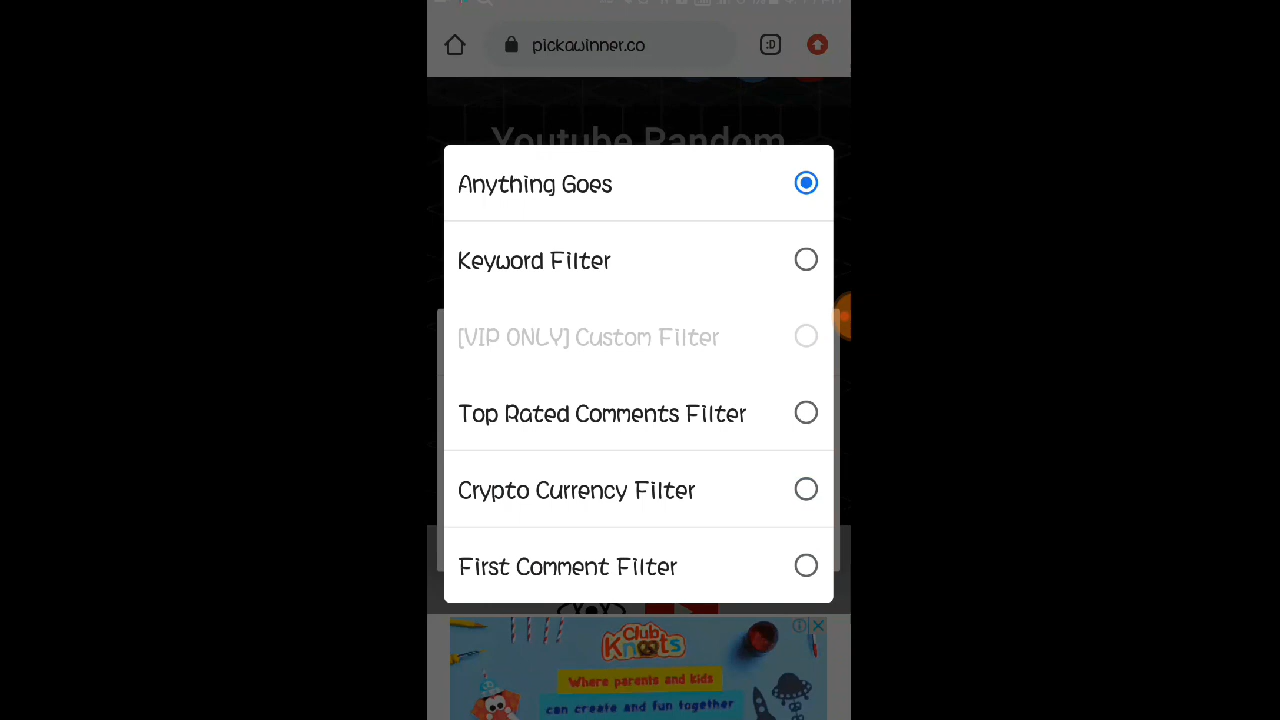 pickawinner.co
:D
Youtube Random
Anything Goes
Keyword Filter
[VIP ONLY] Custom Filter
Top Rated Comments Filter
Crypto Currency Filter
First Comment Filter
Club
Knots
Where parents and kids
can create and fun together